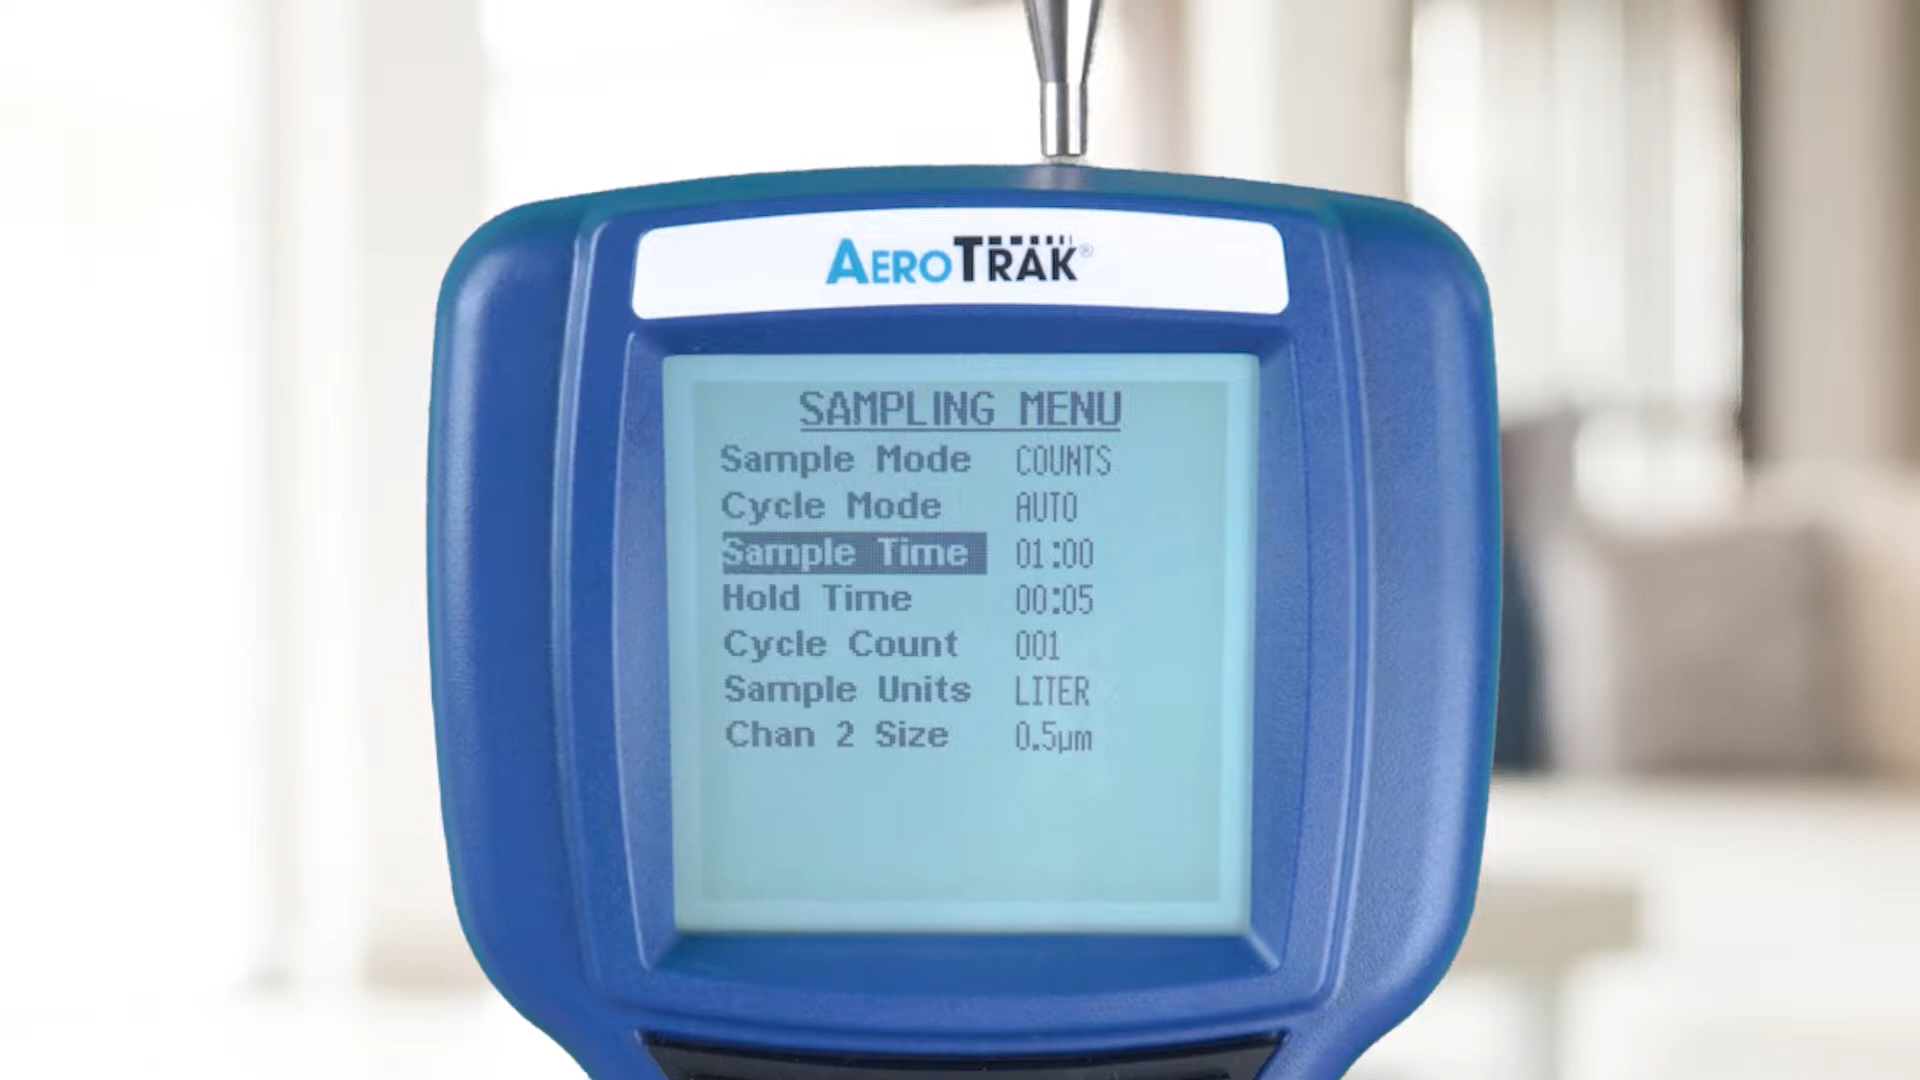 AEROTRAK®
SAMPLING MENU
Sample Mode COUNTS
Cycle Mode AUTO
Sample Time 01:00
Hold Time 00:05
Cycle Count 001
Sample Units LITER
Chan 2 Size 0.5µm